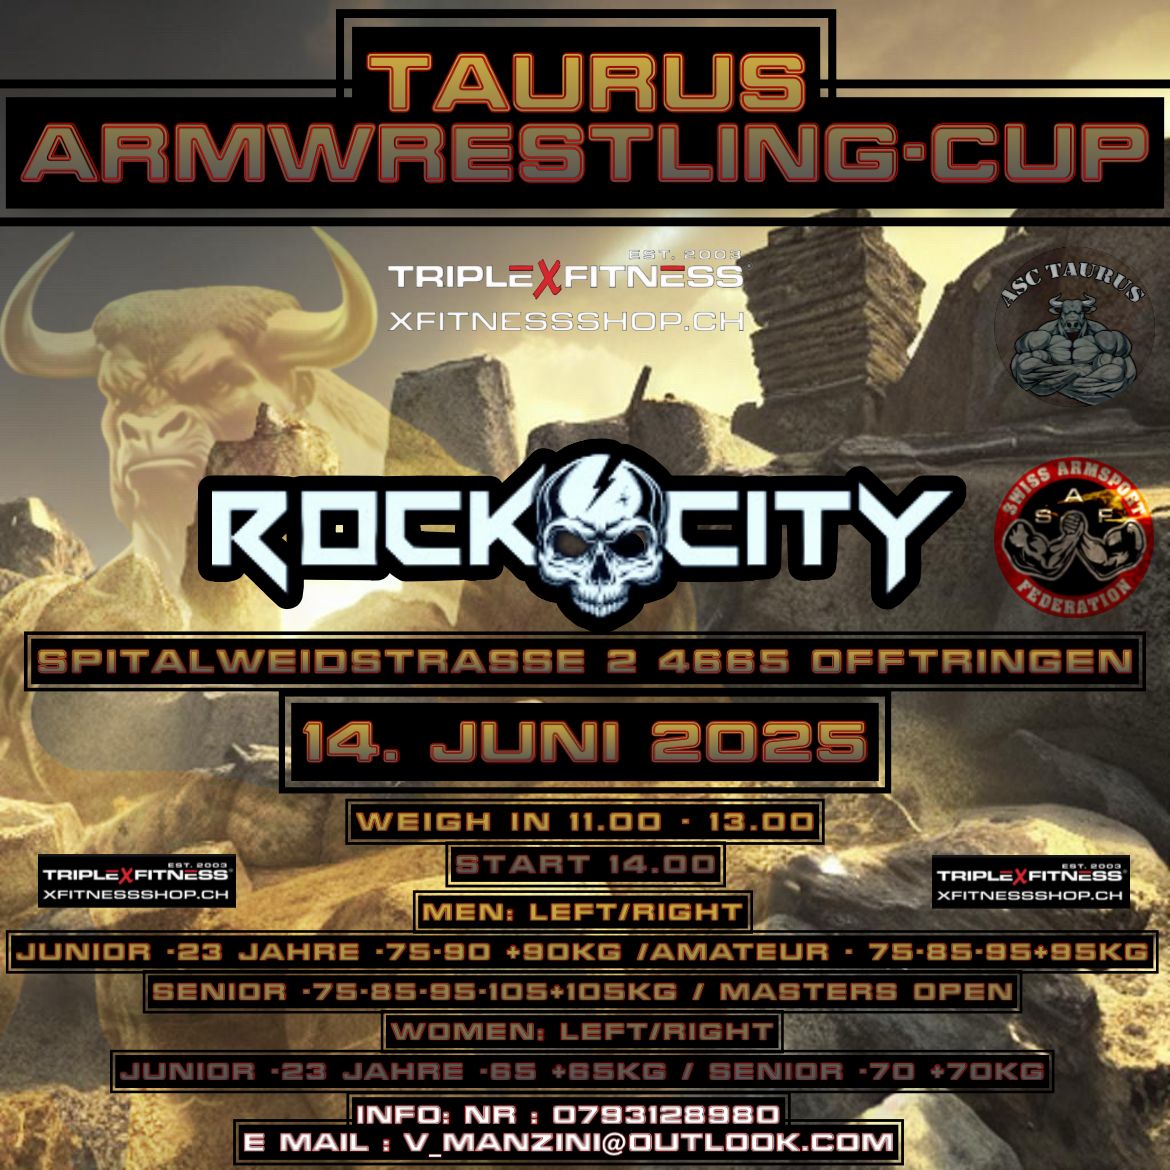 TAURUS
ARMWRESTLING-CUP
EST. 2003
TRIPLEXFITNESS
XFITNESSSHOP.CH
ASC TAURUS
ROCK CITY
SWISS ARMSPORT
A
S F
FEDERATION
SPITALWEIDSTRASSE 2 4665 OFFTRINGEN
14. JUNI 2025
WEIGH IN 11.00 - 13.00
START 14.00
EST. 2003
TRIPLEXFITNESS
XFITNESSSHOP.CH
EST. 2003
TRIPLEXFITNESS
XFITNESSSHOP.CH
MEN: LEFT/RIGHT
JUNIOR -23 JAHRE -75-90 +90KG /AMATEUR - 75-85-95+95KG
SENIOR -75-85-95-105+105KG / MASTERS OPEN
WOMEN: LEFT/RIGHT
JUNIOR -23 JAHRE -65 +65KG / SENIOR -70 +70KG
INFO: NR : 0793128980
E MAIL : V_MANZINI@OUTLOOK.COM